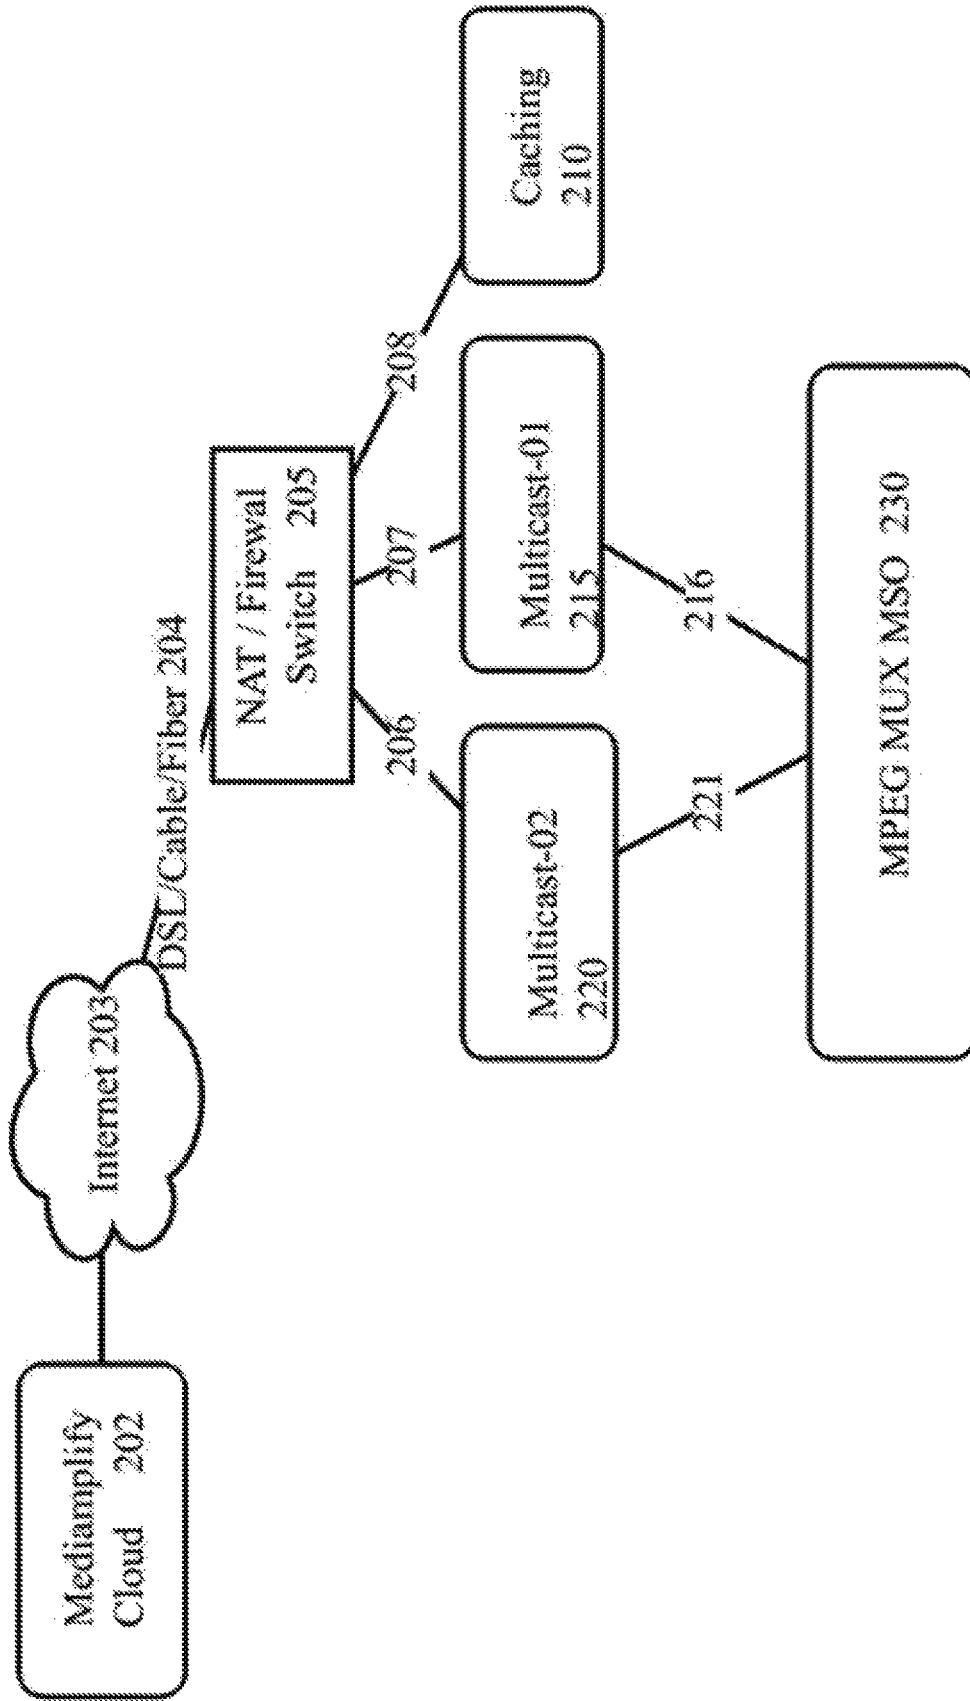 Mediamplify
Cloud 202
Internet 203
DSL/Cable/Fiber 204
NAT / Firewal
Switch 205
206
207
208
Multicast-02
220
Multicast-01
215
Caching
210
221
216
MPEG MUX MSO 230